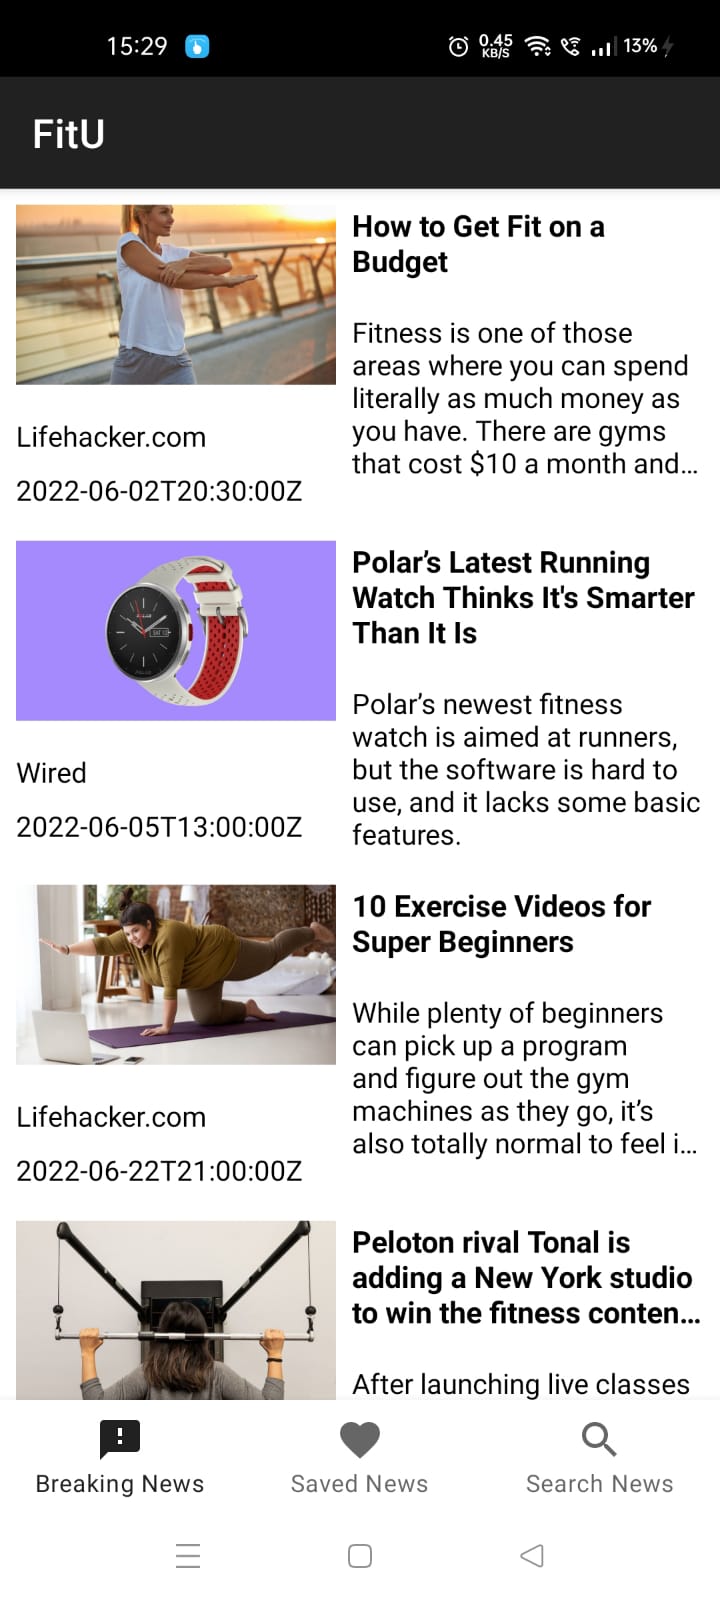 15:29
0.45
KB/S
13%
FitU
How to Get Fit on a
Budget
Fitness is one of those
areas where you can spend
literally as much money as
you have. There are gyms
that cost $10 a month and...
Lifehacker.com
2022-06-02T20:30:00Z
Polar’s Latest Running
Watch Thinks It's Smarter
Than It Is
Polar’s newest fitness
watch is aimed at runners,
but the software is hard to
use, and it lacks some basic
features.
Wired
2022-06-05T13:00:00Z
10 Exercise Videos for
Super Beginners
While plenty of beginners
can pick up a program
and figure out the gym
machines as they go, it’s
also totally normal to feel i...
Lifehacker.com
2022-06-22T21:00:00Z
Peloton rival Tonal is
adding a New York studio
to win the fitness conten...
After launching live classes
Breaking News
Saved News
Search News